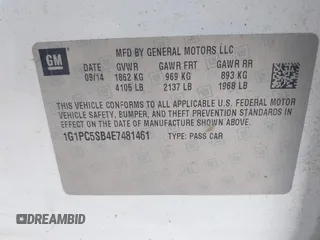 GM
MFD BY GENERAL MOTORS LLC
DATE GVWR GAWR FRT GAWR RR
09/14 1862 KG 969 KG 893 KG
4105 LB 2137 LB 1968 LB
THIS VEHICLE CONFORMS TO ALL APPLICABLE U.S. FEDERAL MOTOR
VEHICLE SAFETY, BUMPER, AND THEFT PREVENTION STANDARDS IN
EFFECT ON THE DATE OF MANUFACTURE SHOWN ABOVE.
1G1PC5SB4E7481461 TYPE: PASS CAR
DREAMBID